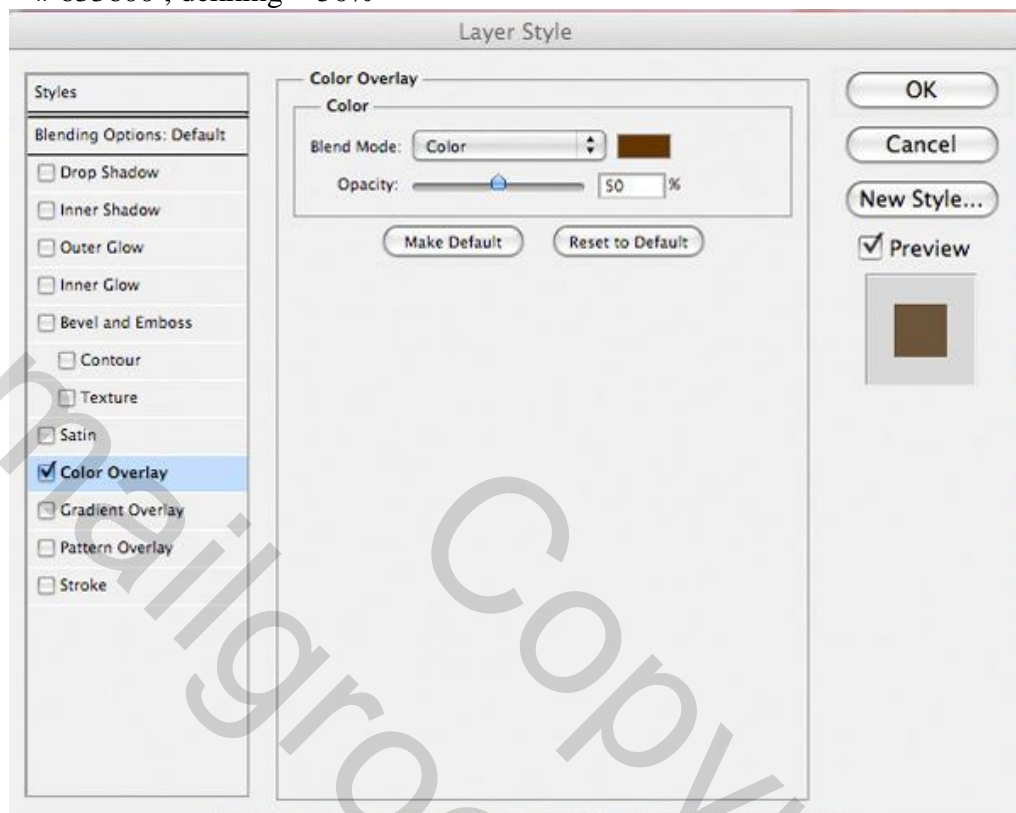 Layer Style
Styles
Blending Options: Default
Drop Shadow
Inner Shadow
Outer Glow
Inner Glow
Bevel and Emboss
Contour
Texture
Satin
Color Overlay
Gradient Overlay
Pattern Overlay
Stroke
Color Overlay
Color
Blend Mode: Color
Opacity: 50 %
Make Default Reset to Default
OK
Cancel
New Style...
Preview